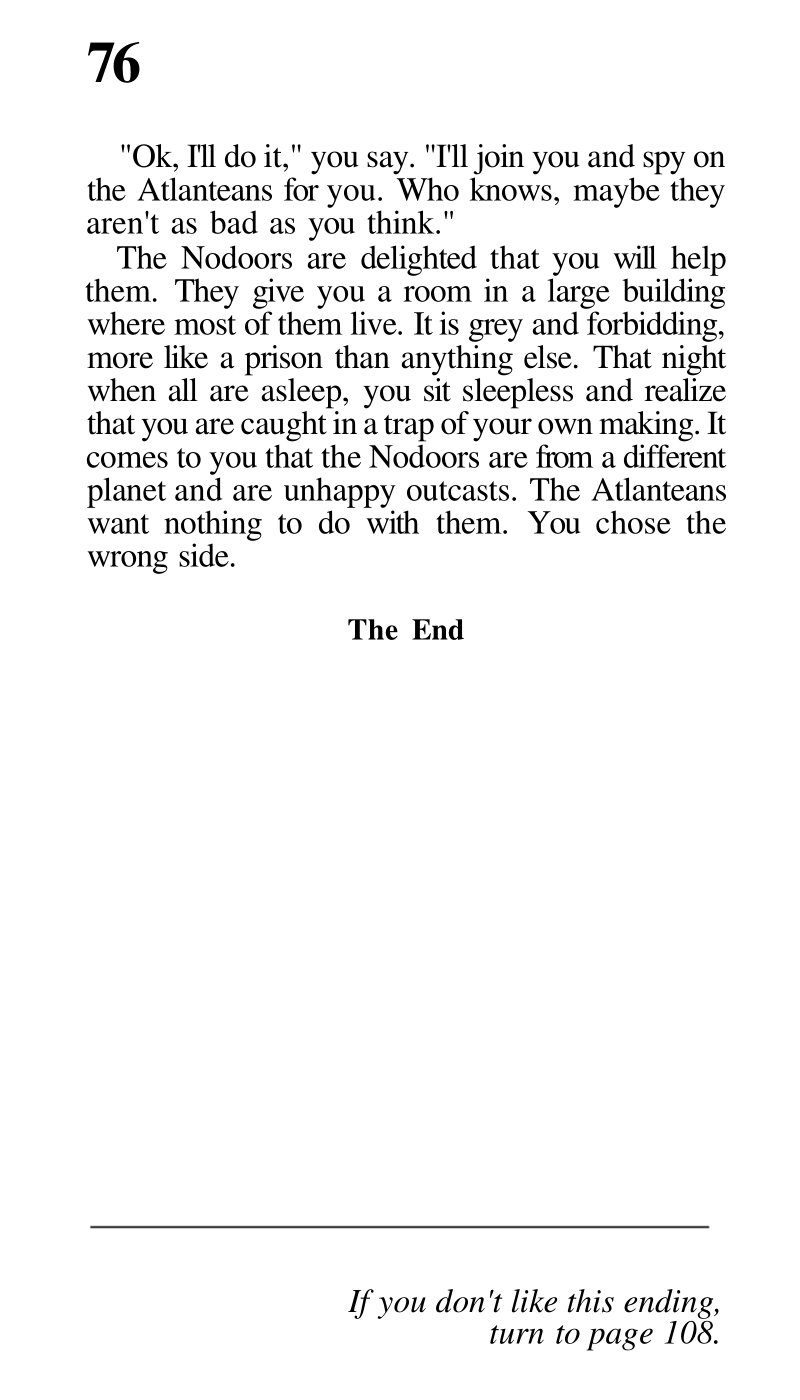 76
"Ok, I'll do it," you say. "I'll join you and spy on
the Atlanteans for you. Who knows, maybe they
aren't as bad as you think."
The Nodoors are delighted that you will help
them. They give you a room in a large building
where most of them live. It is grey and forbidding,
more like a prison than anything else. That night
when all are asleep, you sit sleepless and realize
that you are caught in a trap of your own making. It
comes to you that the Nodoors are from a different
planet and are unhappy outcasts. The Atlanteans
want nothing to do with them. You chose the
wrong side.
The End
If you don't like this ending,
turn to page 108.